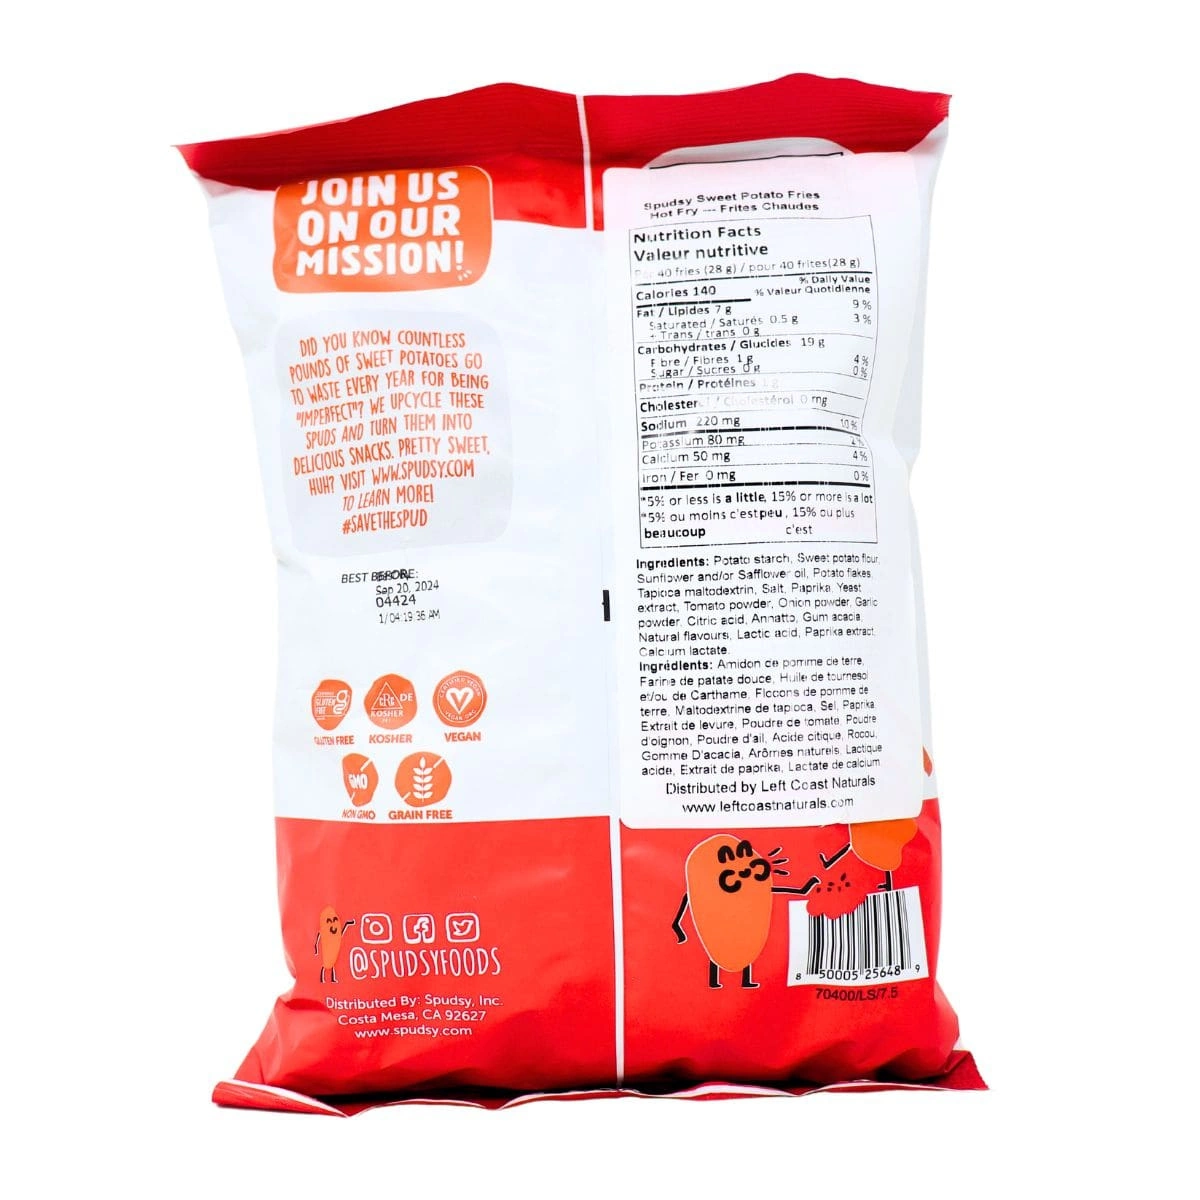 JOIN US
ON OUR
MISSION!
DID YOU KNOW COUNTLESS
POUNDS OF SWEET POTATOES GO
TO WASTE EVERY YEAR FOR BEING
"IMPERFECT"? WE UPCYCLE THESE
SPUDS AND TURN THEM INTO
DELICIOUS SNACKS. PRETTY SWEET,
HUH? VISIT WWW.SPUDSY.COM
TO LEARN MORE!
#SAVETHESPUD
BEST BEFORE:
Sep 20, 2024
04424
1/04:19:36 AM
GLUTEN FREE
DE
KOSHER
KOSHER
CERTIFIED VEGAN
VEGAN.ORG
VEGAN
GMO
NON GMO
GRAIN FREE
@SPUDSYFOODS
Distributed By: Spudsy, Inc.
Costa Mesa, CA 92627
www.spudsy.com
Spudsy Sweet Potato Fries
Hot Fry --- Frites Chaudes
Nutrition Facts
Valeur nutritive
Per 40 fries (28 g) / pour 40 frites(28 g)
% Daily Value
Calories 140
% Valeur Quotidienne
Fat / Lipides 7 g 9 %
Saturated / Saturés 0.5 g 3 %
+ Trans / trans 0 g
Carbohydrates / Glucides 19 g
Fibre / Fibres 1 g 4 %
Sugar / Sucres 0 g 0 %
Protein / Protéines 1 g
Cholesterol / Cholestérol 0 mg
Sodium 220 mg 10 %
Potassium 80 mg 2 %
Calcium 50 mg 4 %
Iron / Fer 0 mg 0 %
*5% or less is a little, 15% or more is a lot
*5% ou moins c'est peu , 15% ou plus
beaucoup c'est
Ingredients: Potato starch, Sweet potato flour,
Sunflower and/or Safflower oil, Potato flakes,
Tapioca maltodextrin, Salt, Paprika, Yeast
extract, Tomato powder, Onion powder, Garlic
powder, Citric acid, Annatto, Gum acacia,
Natural flavours, Lactic acid, Paprika extract,
Calcium lactate.
Ingrédients: Amidon de pomme de terre,
Farine de patate douce, Huile de tournesol
et/ou de Carthame, Flocons de pomme de
terre, Maltodextrine de tapioca, Sel, Paprika,
Extrait de levure, Poudre de tomate, Poudre
d'oignon, Poudre d'ail, Acide citique, Rocou,
Gomme D'acacia, Arômes naturels, Lactique
acide, Extrait de paprika, Lactate de calcium.
Distributed by Left Coast Naturals
www.leftcoastnaturals.com
8 50005 25648 9
70400/LS/7.5